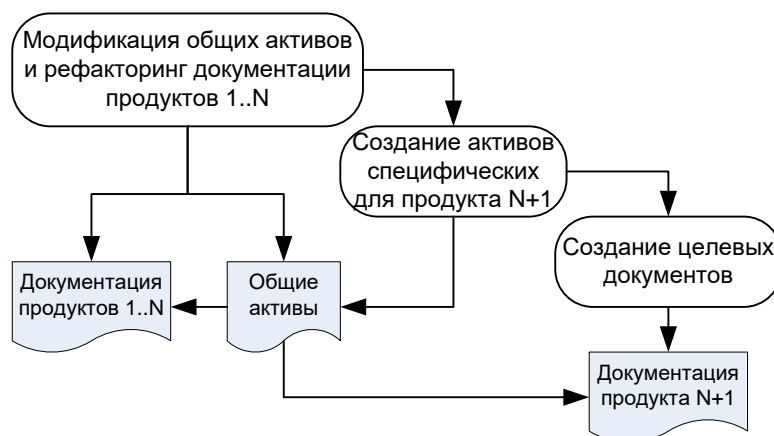 Модификация общих активов
и рефакторинг документации
продуктов 1..N
Создание активов
специфических
для продукта N+1
Создание целевых
документов
Документация
продуктов 1..N
Общие
активы
Документация
продукта N+1